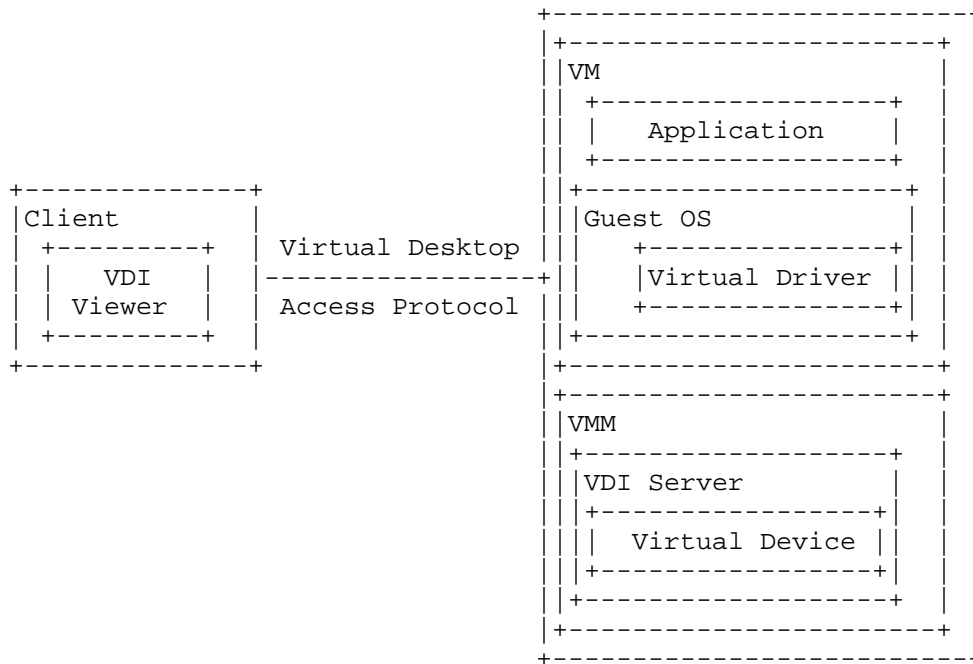 VM
Application
Client
Guest OS
Virtual Desktop
VDI
Virtual Driver
Viewer
Access Protocol
VMM
VDI Server
Virtual Device